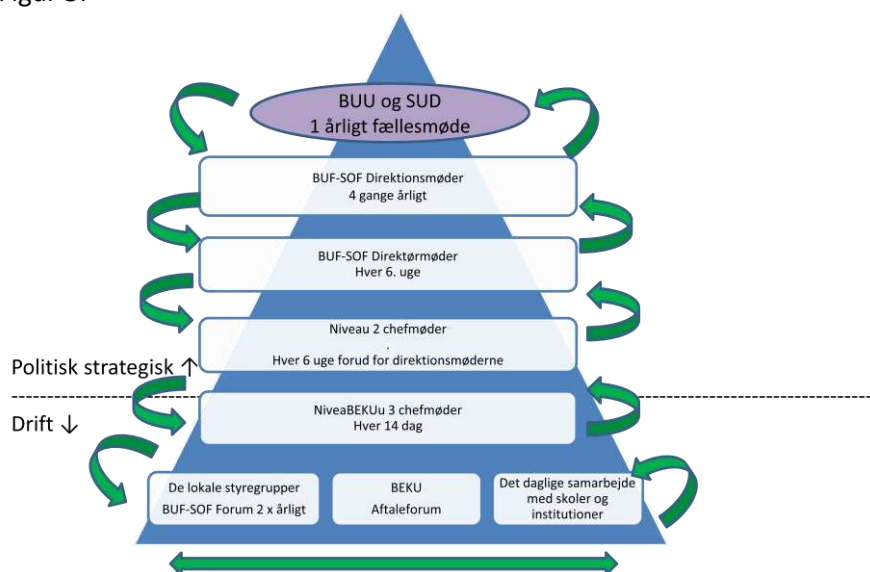 BUU og SUD
1 årligt fællesmøde
BUF-SOF Direktionsmøder
4 gange årligt
BUF-SOF Direktørmøder
Hver 6. uge
Niveau 2 chefmøder
.
Hver 6 uge forud for direktionsmøderne
Politisk strategisk ↑
Drift ↓
NiveaBEKUu 3 chefmøder
Hver 14 dag
De lokale styregrupper
BUF-SOF Forum 2 x årligt
BEKU
Aftaleforum
Det daglige samarbejde
med skoler og
institutioner